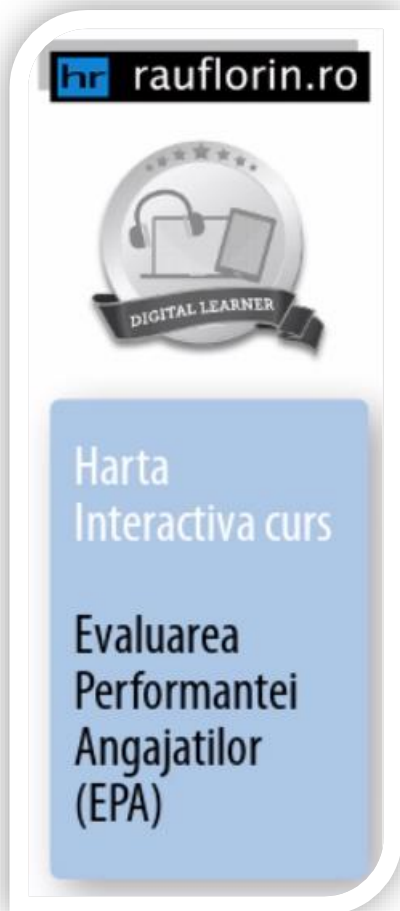 hr rauflorin.ro
DIGITAL LEARNER
Harta
Interactiva curs
Evaluarea
Performantei
Angajatilor
(EPA)